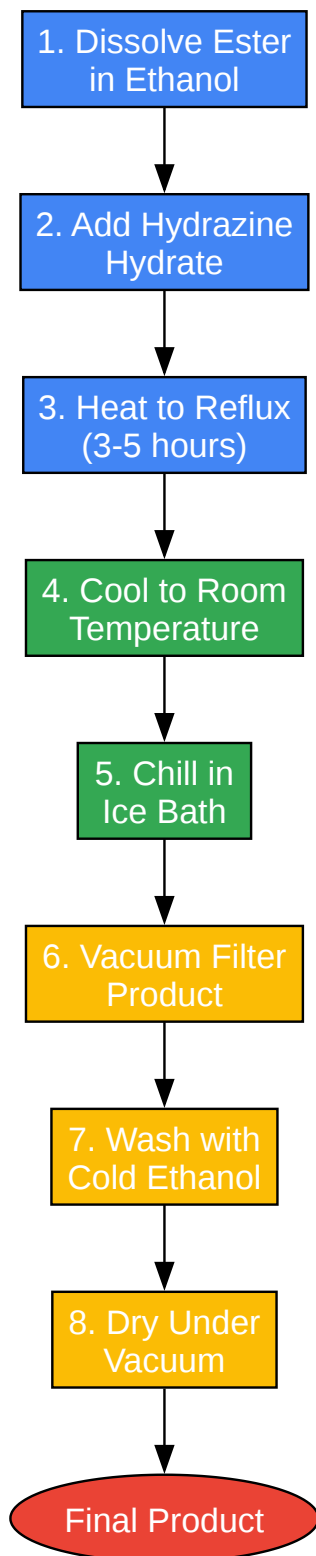 1. Dissolve Ester
in Ethanol
2. Add Hydrazine
Hydrate
3. Heat to Reflux
(3-5 hours)
4. Cool to Room
Temperature
5. Chill in
Ice Bath
6. Vacuum Filter
Product
7. Wash with
Cold Ethanol
8. Dry Under
Vacuum
Final Product